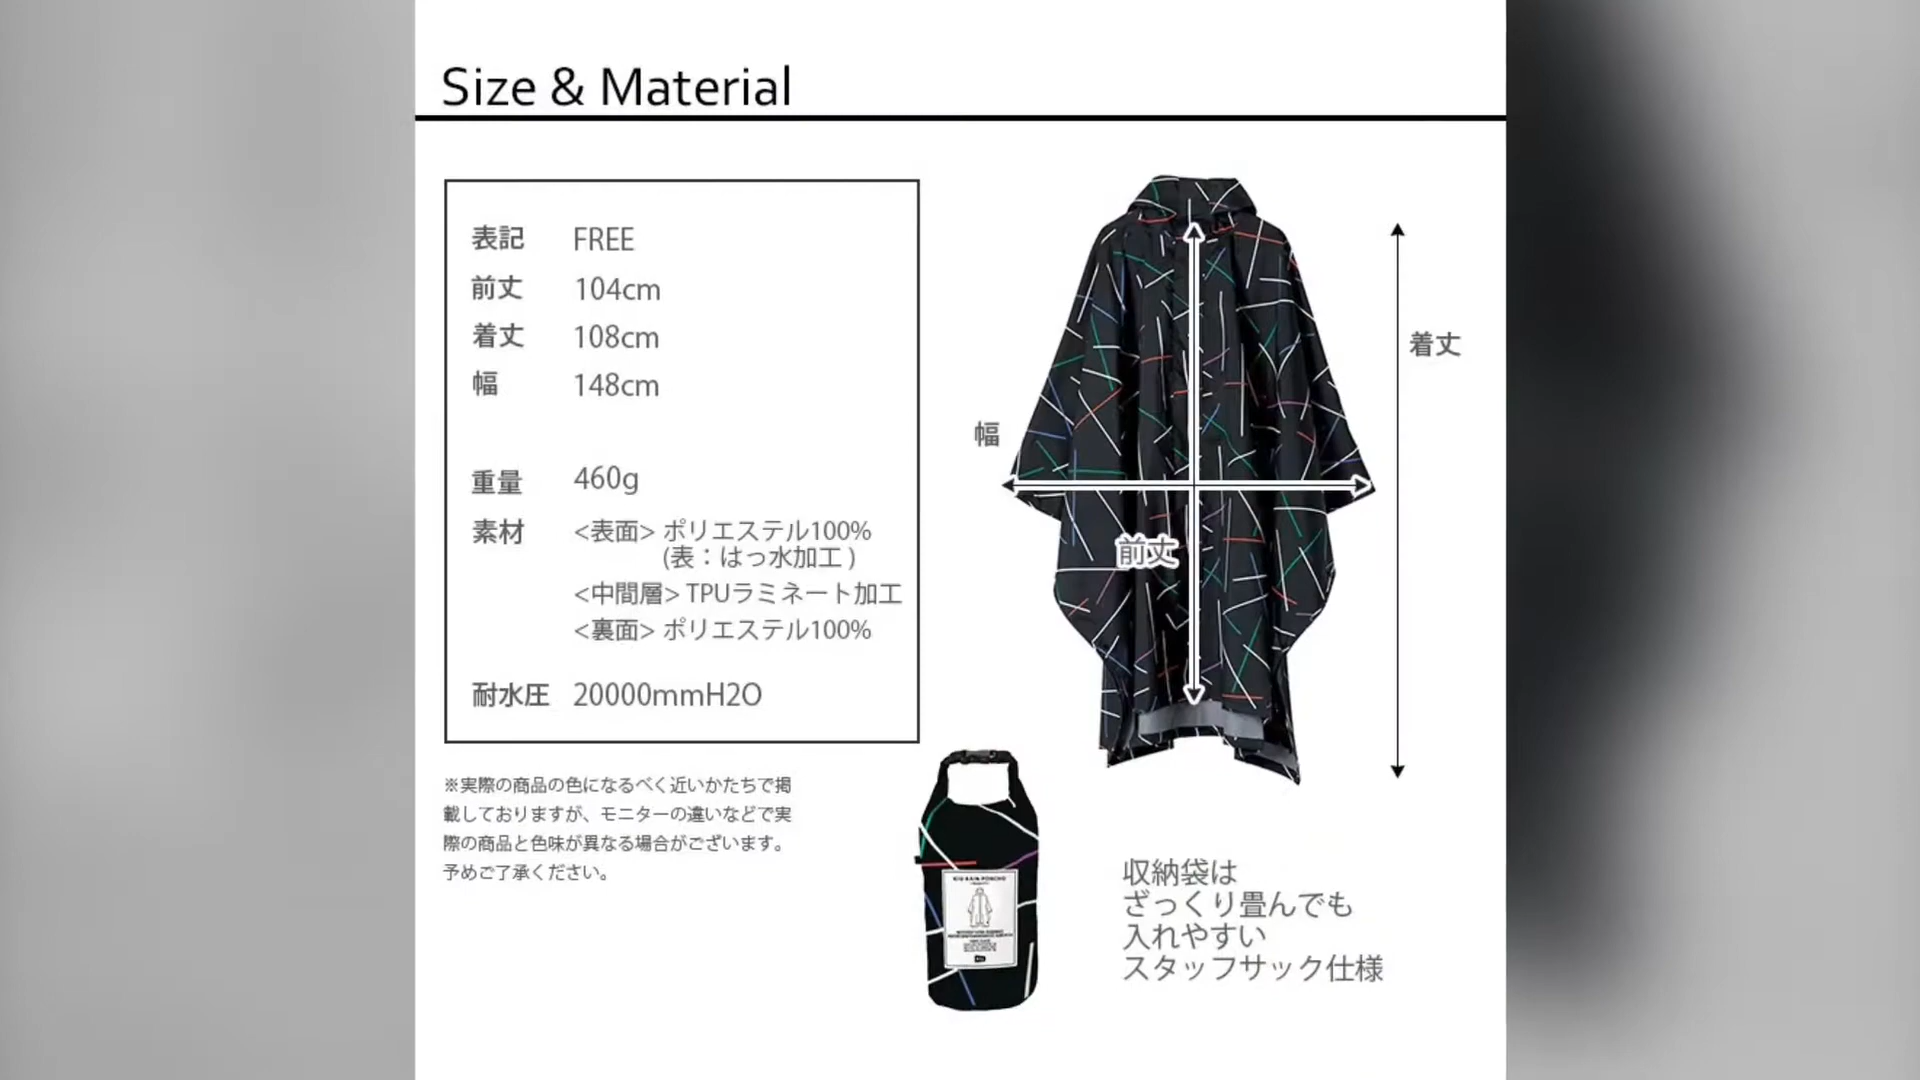 Size & Material
表記 FREE
前丈 104cm
着丈 108cm
幅 148cm
重量 460g
素材 <表面> ポリエステル100%
(表：はっ水加工 )
<中間層> TPUラミネート加工
<裏面> ポリエステル100%
耐水圧 20000mmH2O
※実際の商品の色になるべく近いかたちで掲
載しておりますが、モニターの違いなどで実
際の商品と色味が異なる場合がございます。
予めご了承ください。
着丈
幅
前丈
KIU RAIN PONCHO
収納袋は
ざっくり畳んでも
入れやすい
スタッフサック仕様